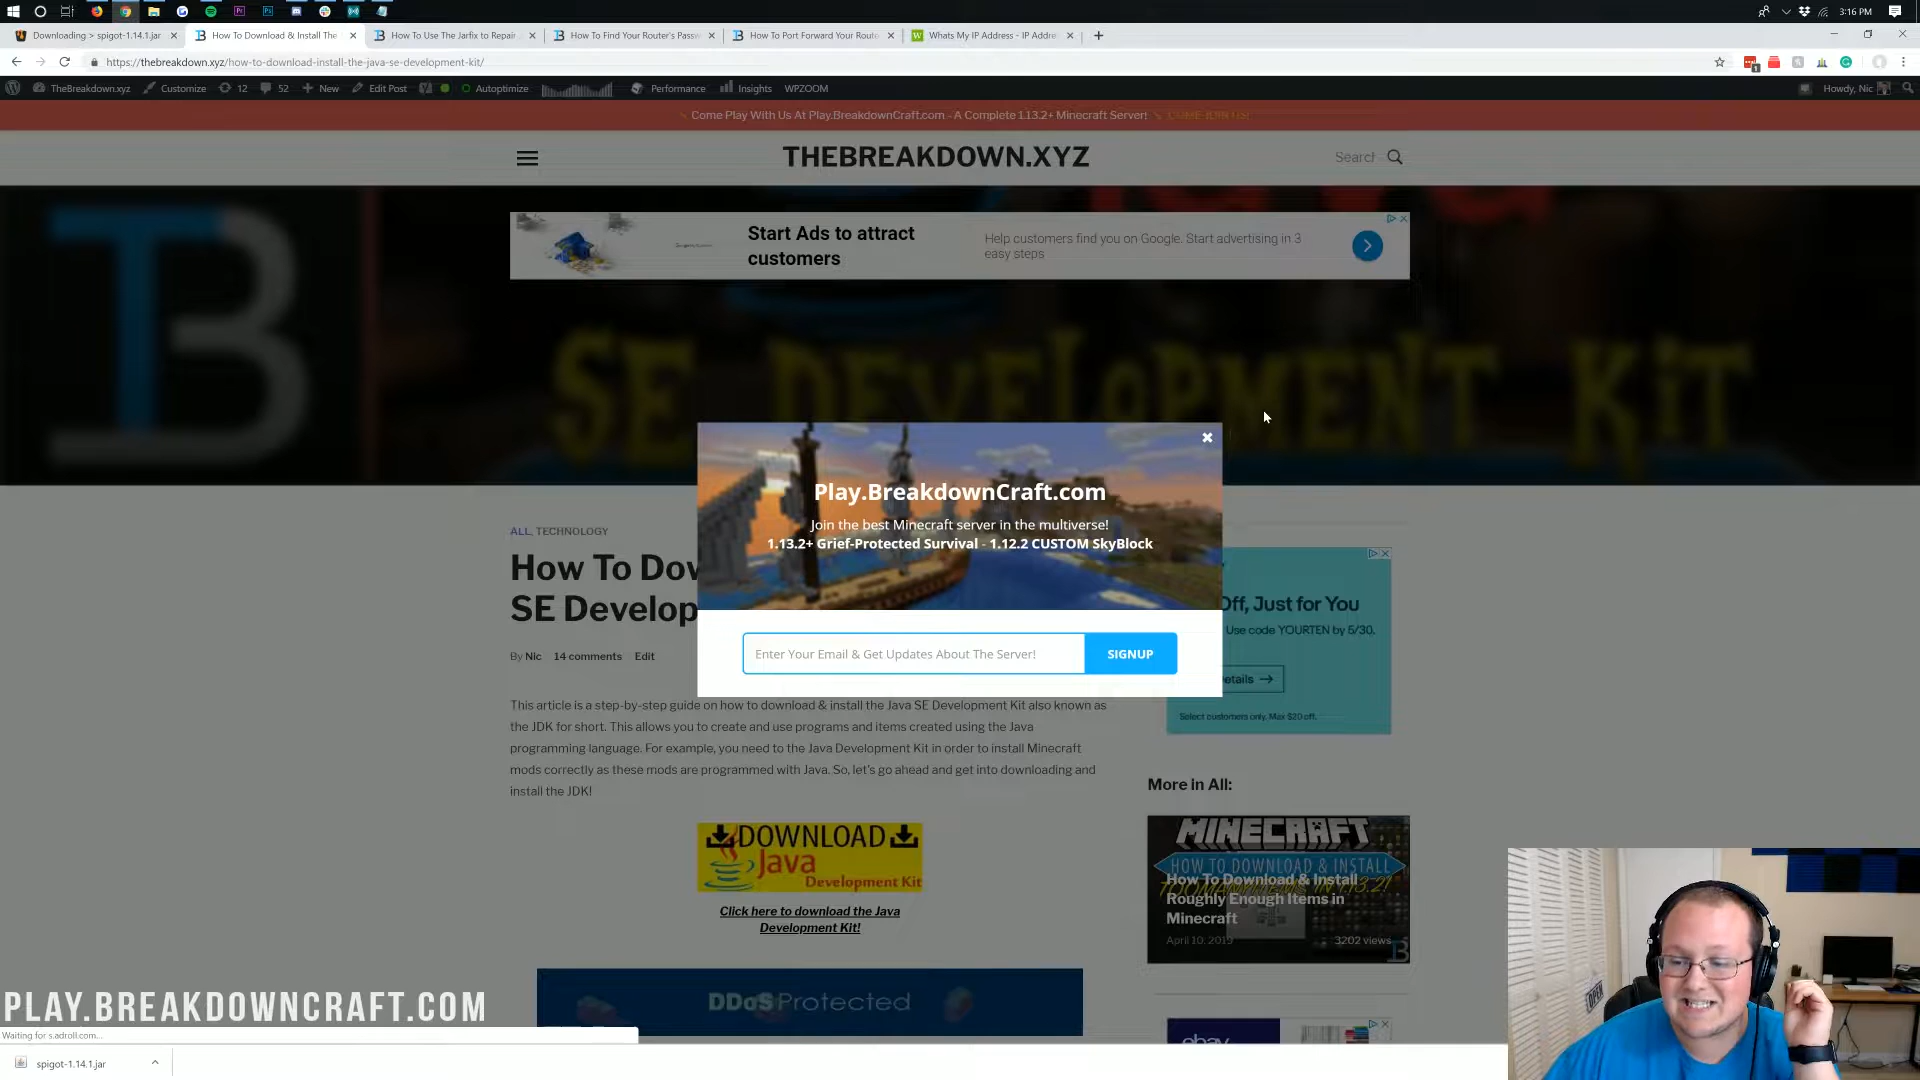 3:16 PM
Downloading > spigot-1.14.1.jar
How To Download & Install The
How To Use The Jarfix to Repair
How To Find Your Router's Passw
How To Port Forward Your Route
Whats My IP Address - IP Addre
https://thebreakdown.xyz/how-to-download-install-the-java-se-development-kit/
TheBreakdown.xyz
Customize
12
52
New
Edit Post
Autoptimize
Performance
Insights
WPZOOM
Howdy, Nic
Come Play With Us At Play.BreakdownCraft.com - A Complete 1.13.2+ Minecraft Server!
COME JOIN US!
THEBREAKDOWN.XYZ
Search
Start Ads to attract
customers
Help customers find you on Google. Start advertising in 3
easy steps
SE DEVELOPMENT KIT
Play.BreakdownCraft.com
Join the best Minecraft server in the multiverse!
1.13.2+ Grief-Protected Survival - 1.12.2 CUSTOM SkyBlock
Enter Your Email & Get Updates About The Server!
SIGNUP
ALL, TECHNOLOGY
How To Dow
SE Develop
By Nic
14 comments
Edit
Off, Just for You
Use code YOURTEN by 5/30.
etails →
Select customers only. Max $20 off.
This article is a step-by-step guide on how to download & install the Java SE Development Kit also known as
the JDK for short. This allows you to create and use programs and items created using the Java
programming language. For example, you need to the Java Development Kit in order to install Minecraft
mods correctly as these mods are programmed with Java. So, let's go ahead and get into downloading and
install the JDK!
More in All:
DOWNLOAD
Java
Development Kit
Click here to download the Java
Development Kit!
MINECRAFT
HOW TO DOWNLOAD & INSTALL
TOOMANYITEMS IN 1.13.2!
How To Download & Install
Roughly Enough Items in
Minecraft
April 10, 2019
3202 views
DDoS Protected
ebay
OPEN
PLAY.BREAKDOWNCRAFT.COM
Waiting for s.adroll.com...
spigot-1.14.1.jar